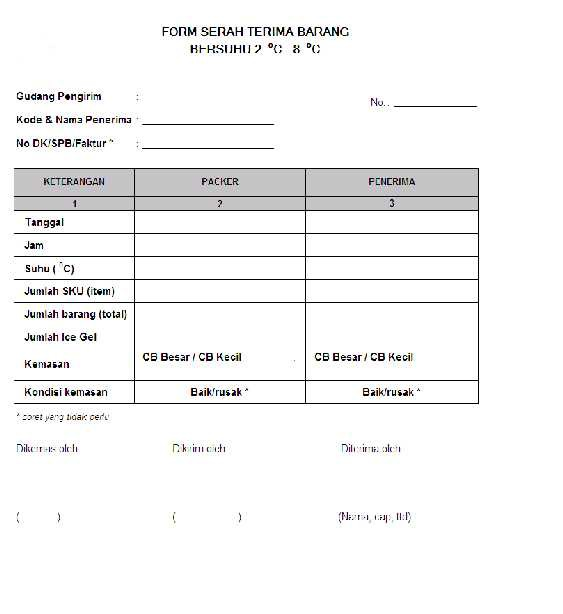 FORM SERAH TERIMA BARANG
BERSUHU 2 °C - 8 °C
Gudang Pengirim :
No. : ____________
Kode & Nama Penerima : ____________
No DK/SPB/Faktur * : ____________
KETERANGAN PACKER PENERIMA
1 2 3
Tanggal
Jam
Suhu ( °C)
Jumlah SKU (item)
Jumlah barang (total)
Jumlah Ice Gel
Kemasan CB Besar / CB Kecil CB Besar / CB Kecil
Kondisi kemasan Baik/rusak * Baik/rusak *
* coret yang tidak perlu
Dikemas oleh Dikirim oleh Diterima oleh
( ) ( ) (Nama, cap, ttd)